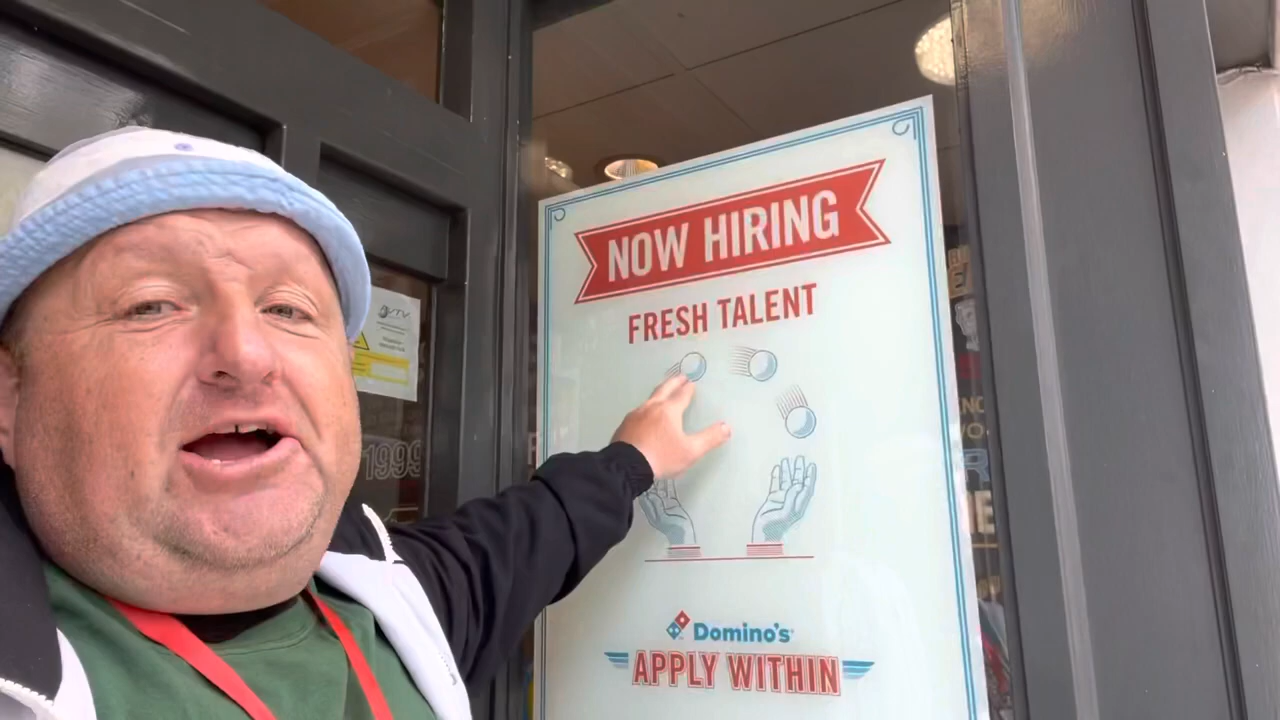 NOW HIRING
FRESH TALENT
Domino's
APPLY WITHIN
1999